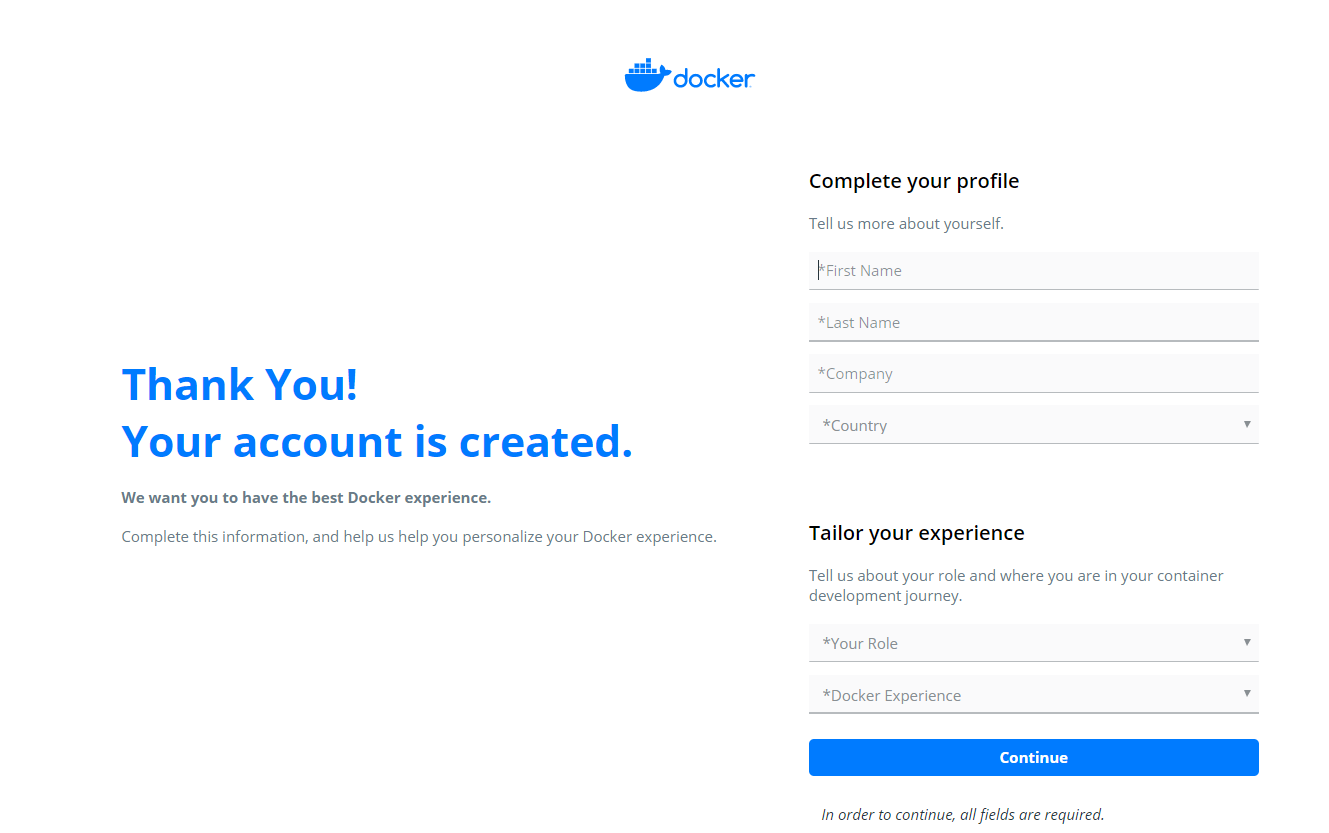 docker
Thank You!
Your account is created.
We want you to have the best Docker experience.
Complete this information, and help us help you personalize your Docker experience.
Complete your profile
Tell us more about yourself.
*First Name
*Last Name
*Company
*Country
Tailor your experience
Tell us about your role and where you are in your container
development journey.
*Your Role
*Docker Experience
Continue
In order to continue, all fields are required.